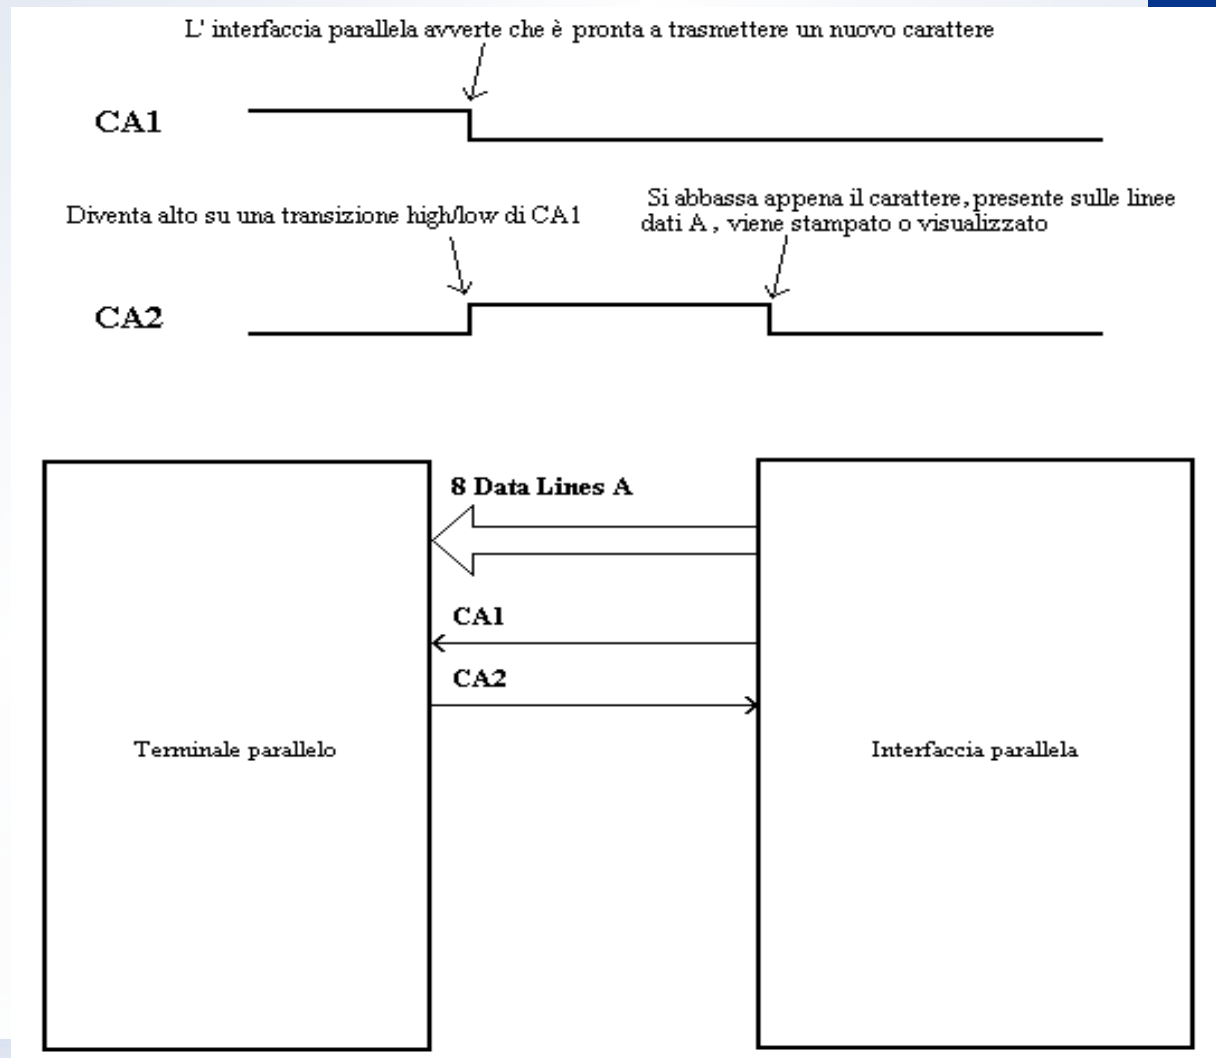 L' interfaccia parallela avverte che è pronta a trasmettere un nuovo carattere
CA1
Diventa alto su una transizione high/low di CA1
Si abbassa appena il carattere, presente sulle linee
dati A , viene stampato o visualizzato
CA2
8 Data Lines A
CA1
CA2
Terminale parallelo
Interfaccia parallela